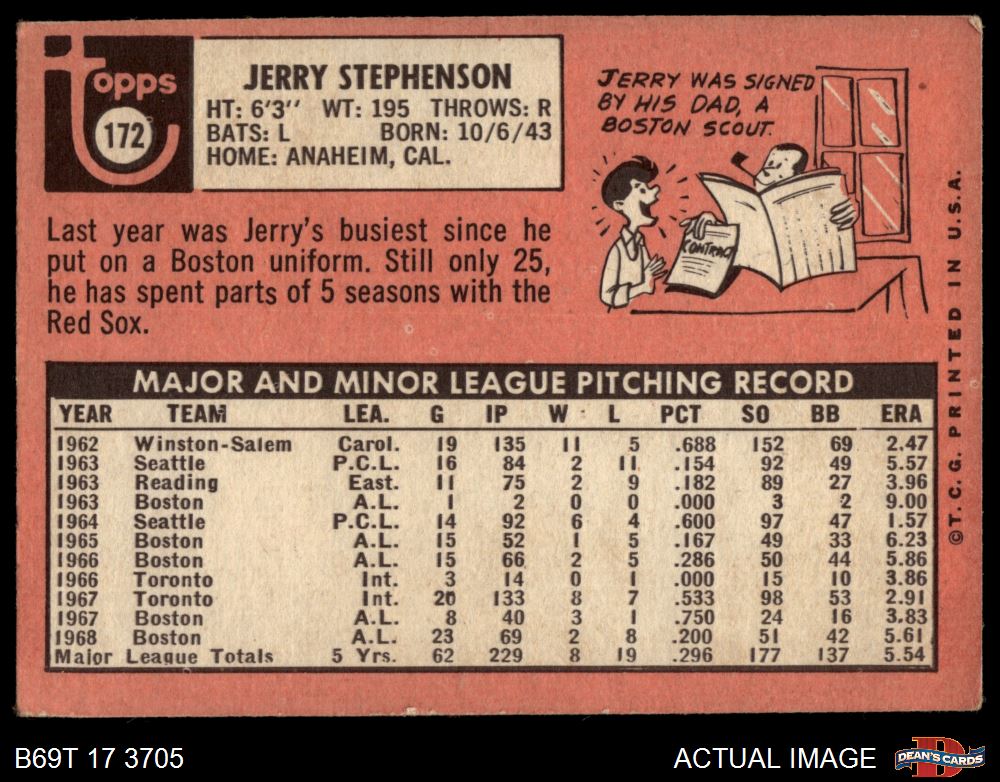 topps
172
JERRY STEPHENSON
HT: 6'3'' WT: 195 THROWS: R
BATS: L BORN: 10/6/43
HOME: ANAHEIM, CAL.
JERRY WAS SIGNED
BY HIS DAD, A
BOSTON SCOUT.
CONTRACT
Last year was Jerry's busiest since he
put on a Boston uniform. Still only 25,
he has spent parts of 5 seasons with the
Red Sox.
MAJOR AND MINOR LEAGUE PITCHING RECORD
YEAR TEAM LEA. G IP W L PCT SO BB ERA
1962 Winston-Salem Carol. 19 135 11 5 .688 152 69 2.47
1963 Seattle P.C.L. 16 84 2 11 .154 92 49 5.57
1963 Reading East. 11 75 2 9 .182 89 27 3.96
1963 Boston A.L. 1 2 0 0 .000 3 2 9.00
1964 Seattle P.C.L. 14 92 6 4 .600 97 47 1.57
1965 Boston A.L. 15 52 1 5 .167 49 33 6.23
1966 Boston A.L. 15 66 2 5 .286 50 44 5.86
1966 Toronto Int. 3 14 0 1 .000 15 10 3.86
1967 Toronto Int. 20 133 8 7 .533 98 53 2.91
1967 Boston A.L. 8 40 3 1 .750 24 16 3.83
1968 Boston A.L. 23 69 2 8 .200 51 42 5.61
Major League Totals 5 Yrs. 62 229 8 19 .296 177 137 5.54
©T.C.G. PRINTED IN U.S.A.
B69T 17 3705
ACTUAL IMAGE
D
DEAN'S CARDS